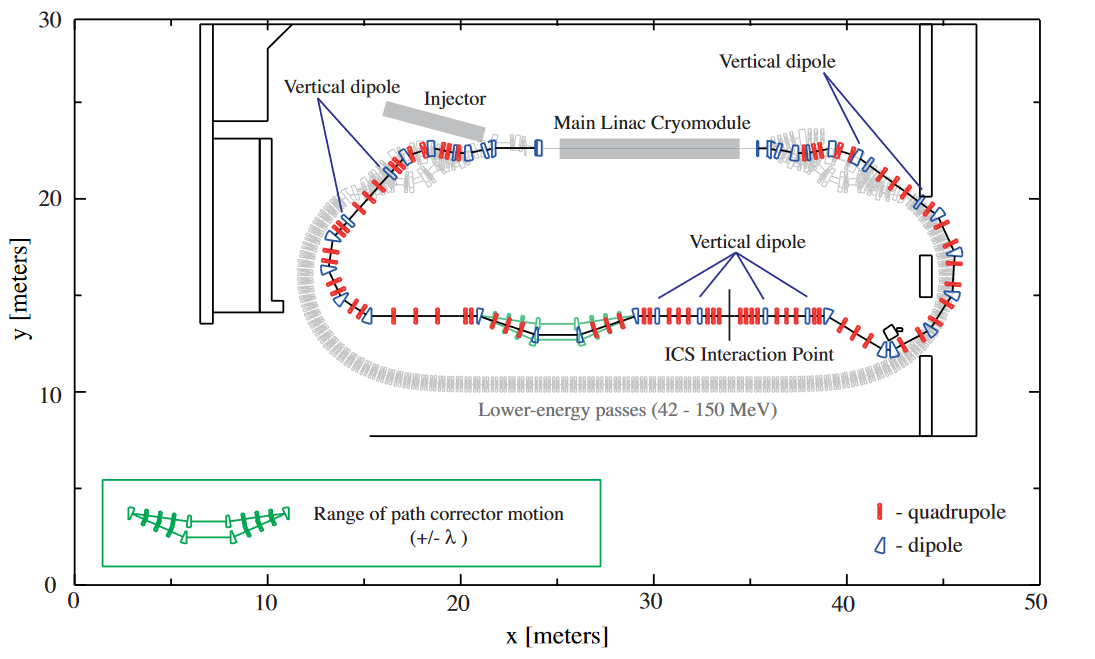 30
Vertical dipole
Vertical dipole
Injector
Main Linac Cryomodule
20
y [meters]
Vertical dipole
ICS Interaction Point
10
Lower-energy passes (42 - 150 MeV)
Range of path corrector motion
(+/- λ )
- quadrupole
- dipole
0
0
10
20
30
40
50
x [meters]